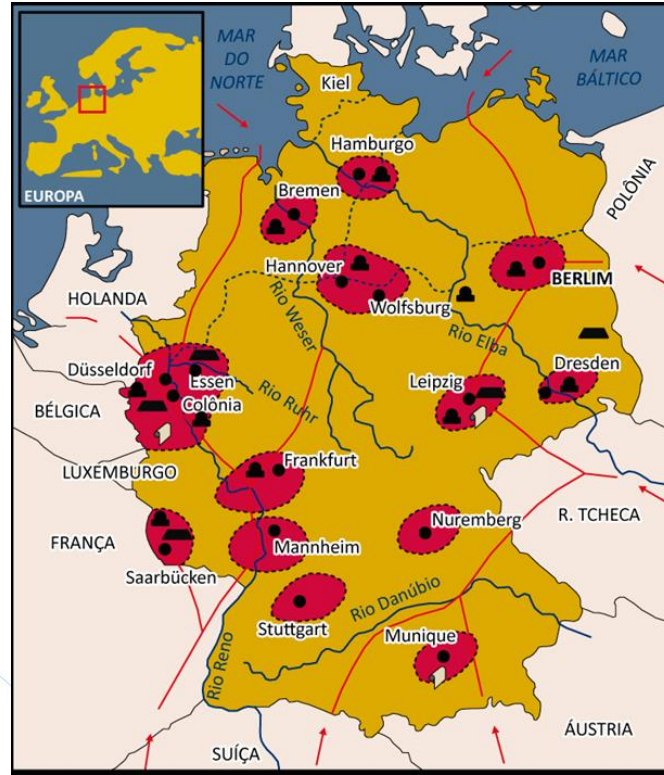 MAR
DO
NORTE
MAR
BÁLTICO
EUROPA
Kiel
Hamburgo
Bremen
POLÔNIA
Hannover
BERLIM
HOLANDA
Wolfsburg
Rio Weser
Rio Elba
Düsseldorf
Essen
Colônia
Rio Ruhr
Leipzig
Dresden
BÉLGICA
LUXEMBURGO
Frankfurt
FRANÇA
Nuremberg
R. TCHECA
Mannheim
Saarbücken
Stuttgart
Rio Danúbio
Munique
Rio Reno
ÁUSTRIA
SUÍÇA